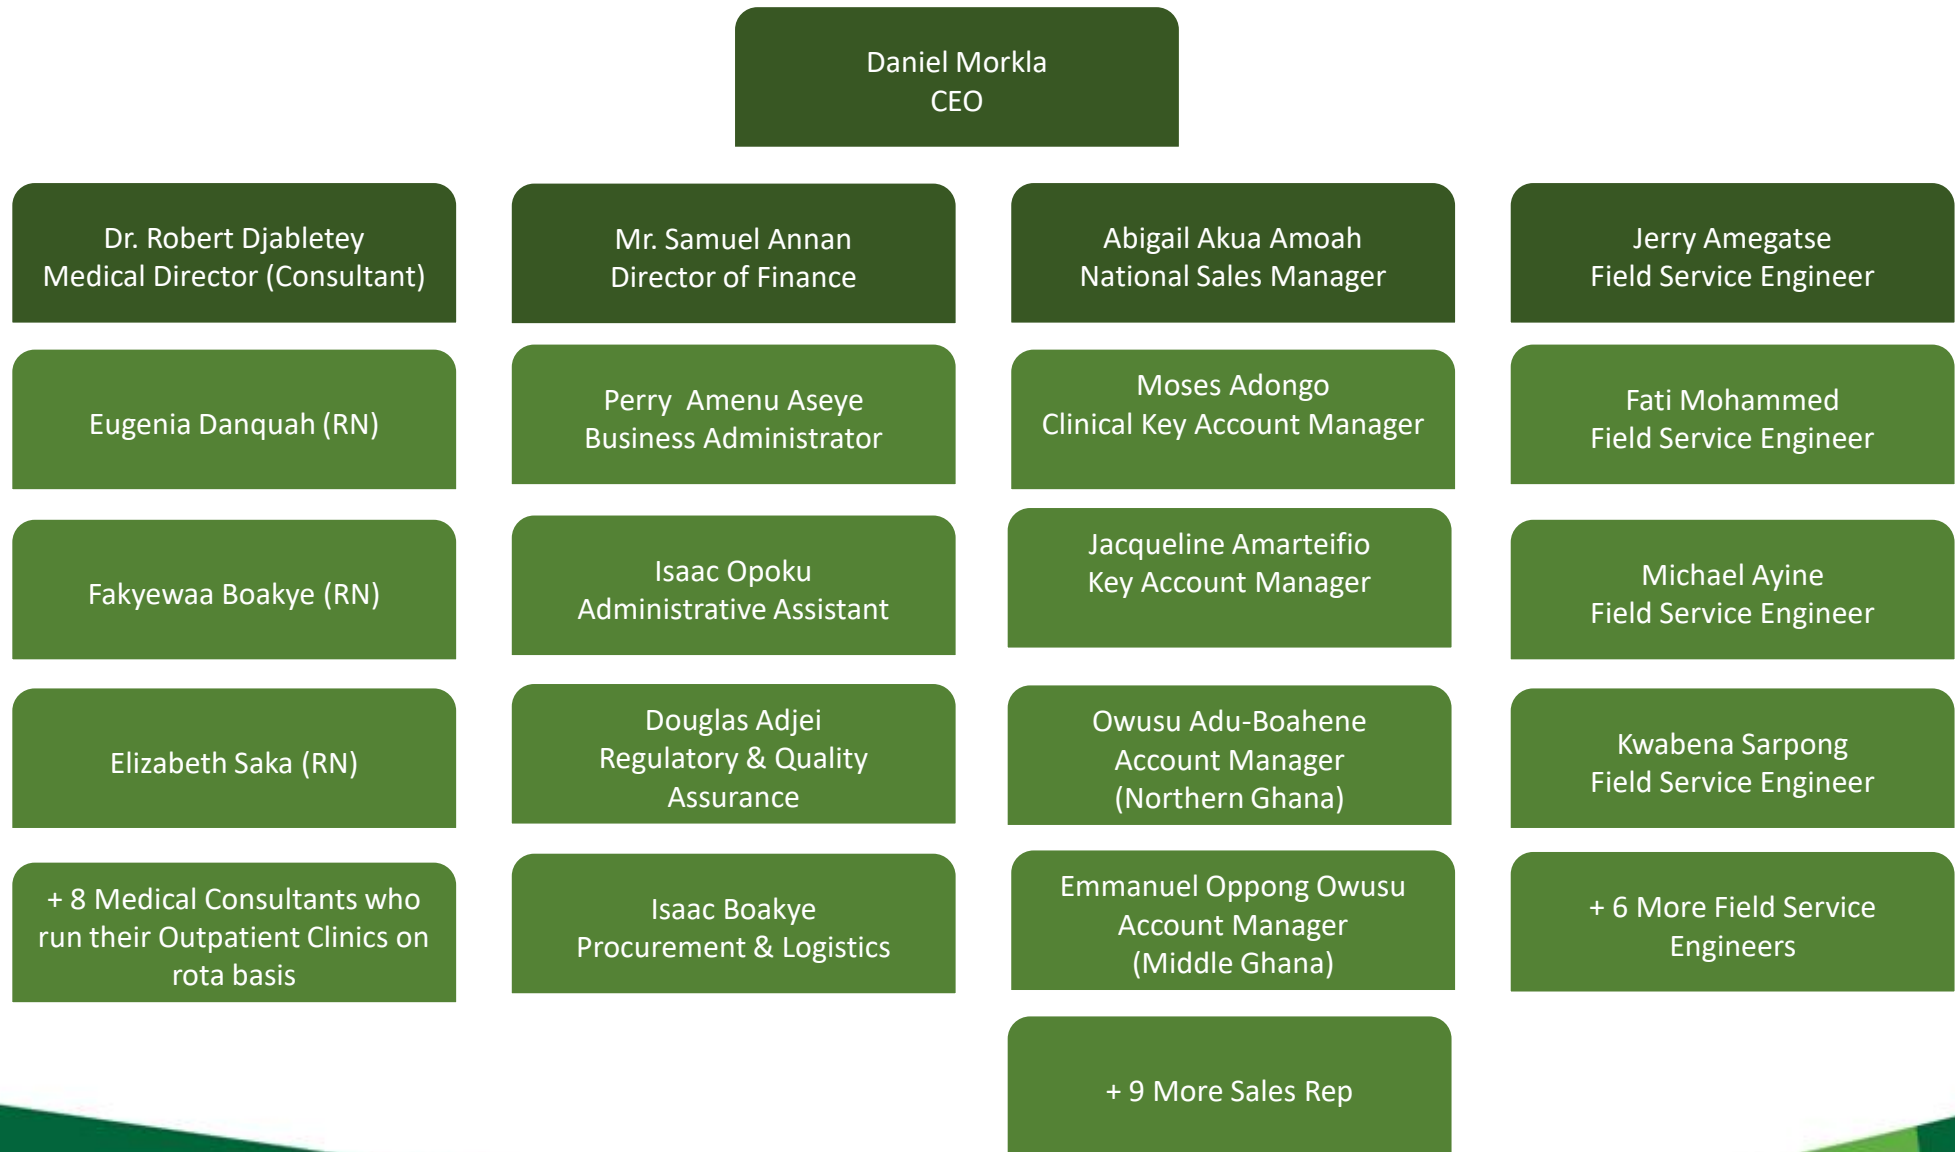 Daniel Morkla
CEO
Dr. Robert Djabletey
Medical Director (Consultant)
Eugenia Danquah (RN)
Fakyewaa Boakye (RN)
Elizabeth Saka (RN)
+ 8 Medical Consultants who
run their Outpatient Clinics on
rota basis
Mr. Samuel Annan
Director of Finance
Perry Amenu Aseye
Business Administrator
Isaac Opoku
Administrative Assistant
Douglas Adjei
Regulatory & Quality
Assurance
Isaac Boakye
Procurement & Logistics
Abigail Akua Amoah
National Sales Manager
Moses Adongo
Clinical Key Account Manager
Jacqueline Amarteifio
Key Account Manager
Owusu Adu-Boahene
Account Manager
(Northern Ghana)
Emmanuel Oppong Owusu
Account Manager
(Middle Ghana)
+ 9 More Sales Rep
Jerry Amegatse
Field Service Engineer
Fati Mohammed
Field Service Engineer
Michael Ayine
Field Service Engineer
Kwabena Sarpong
Field Service Engineer
+ 6 More Field Service
Engineers